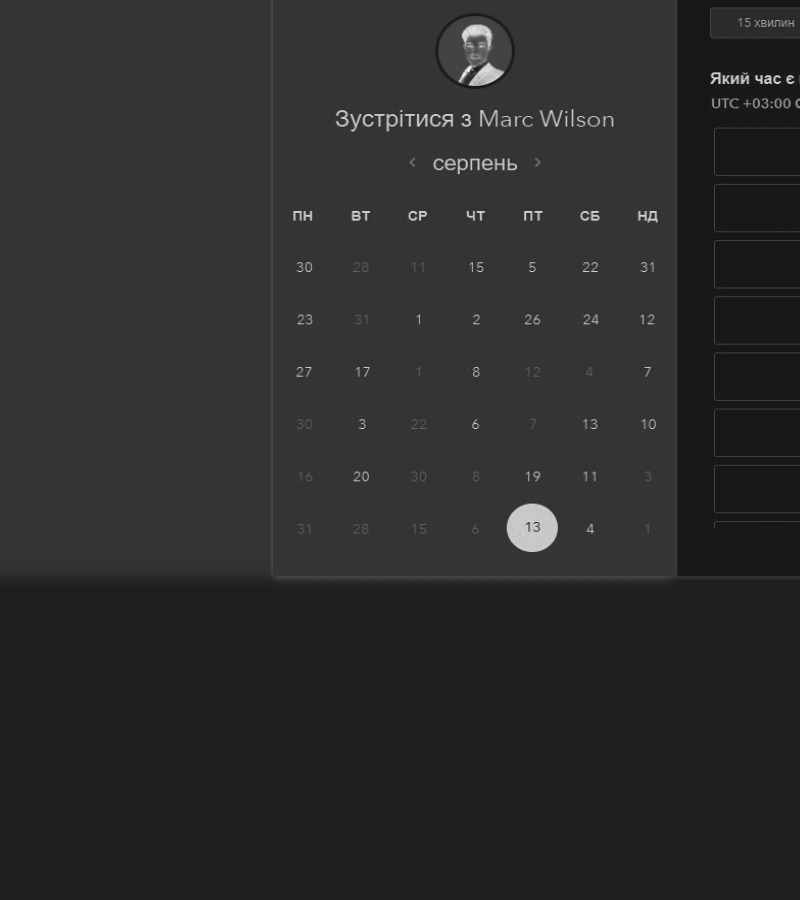 15 хвилин
Зустрітися з Marc Wilson
серпень
ПН ВТ СР ЧТ ПТ СБ НД
30 28 11 15 5 22 31
23 31 1 2 26 24 12
27 17 1 8 12 4 7
30 3 22 6 7 13 10
16 20 30 8 19 11 3
31 28 15 6 13 4 1
Який час є
UTC +03:00